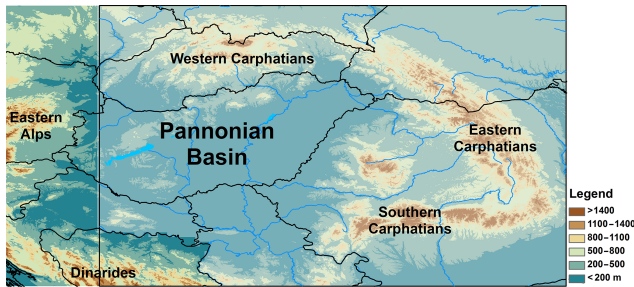 Western Carphatians
Eastern
Alps
Pannonian
Basin
Eastern
Carphatians
Southern
Carphatians
Dinarides
Legend
>1400
1100–1400
800–1100
500–800
200–500
<200 m